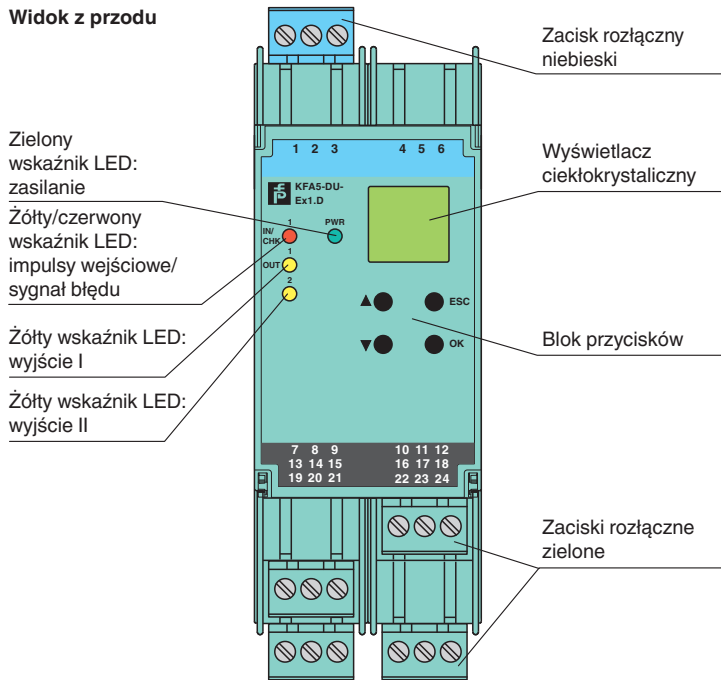 Widok z przodu
Zacisk rozłączny
niebieski
Zielony
wskaźnik LED:
zasilanie
Żółty/czerwony
wskaźnik LED:
impulsy wejściowe/
sygnał błędu
Żółty wskaźnik LED:
wyjście I
Żółty wskaźnik LED:
wyjście II
1 2 3
4 5 6
KFA5-DU-
Ex1.D
1
PWR
IN/
CHK
1
OUT
2
▲
ESC
▼
OK
7 8 9
13 14 15
19 20 21
10 11 12
16 17 18
22 23 24
Wyświetlacz
ciekłokrystaliczny
Blok przycisków
Zaciski rozłączne
zielone